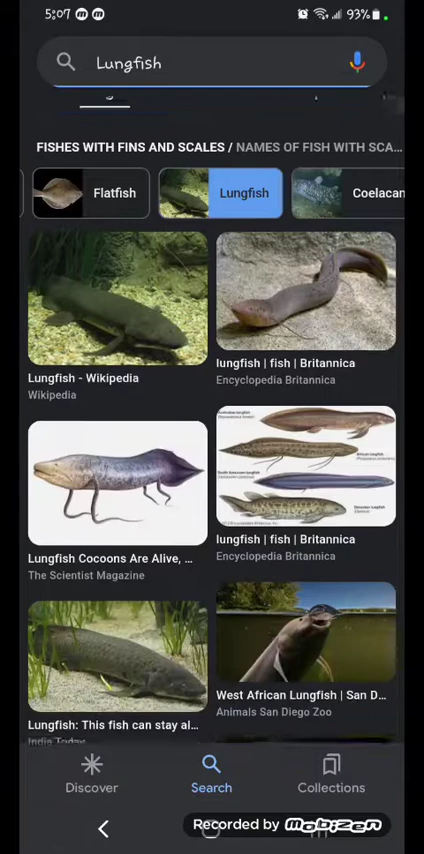 5:07
93%
Lungfish
FISHES WITH FINS AND SCALES / NAMES OF FISH WITH SCA...
Flatfish
Lungfish
Coelacan
Lungfish - Wikipedia
Wikipedia
lungfish | fish | Britannica
Encyclopedia Britannica
Lungfish Cocoons Are Alive, ...
The Scientist Magazine
lungfish | fish | Britannica
Encyclopedia Britannica
Lungfish: This fish can stay al...
India Today
West African Lungfish | San D...
Animals San Diego Zoo
Discover
Search
Collections
Recorded by mobizen